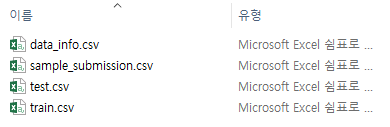 이름 유형
data_info.csv Microsoft Excel 쉼표로 ...
sample_submission.csv Microsoft Excel 쉼표로 ...
test.csv Microsoft Excel 쉼표로 ...
train.csv Microsoft Excel 쉼표로 ...